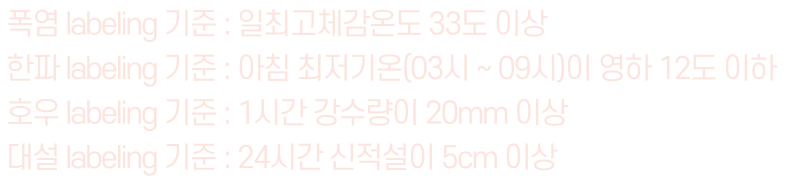 폭염 labeling 기준 : 일최고체감온도 33도 이상
한파 labeling 기준 : 아침 최저기온(03시 ~ 09시)이 영하 12도 이하
호우 labeling 기준 : 1시간 강수량이 20mm 이상
대설 labeling 기준 : 24시간 신적설이 5cm 이상